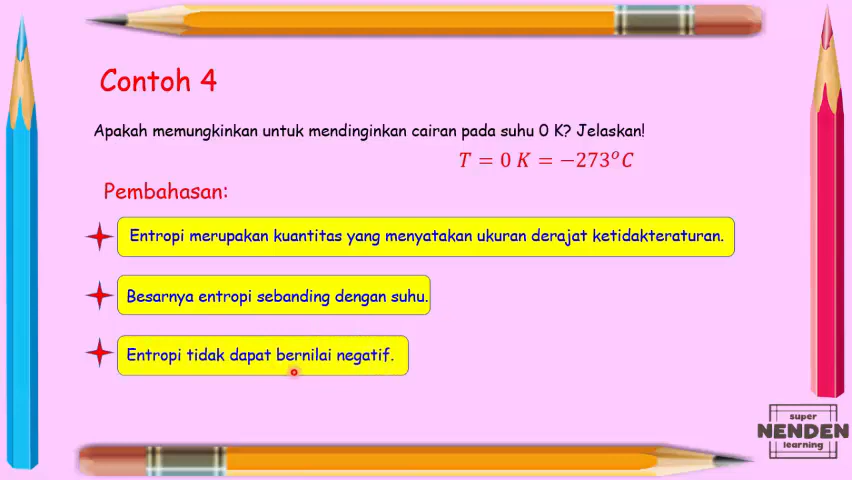 Contoh 4
Apakah memungkinkan untuk mendinginkan cairan pada suhu 0 K? Jelaskan!
T = 0 K = −273°C
Pembahasan:
Entropi merupakan kuantitas yang menyatakan ukuran derajat ketidakteraturan.
Besarnya entropi sebanding dengan suhu.
Entropi tidak dapat bernilai negatif.
super
NENDEN
learning